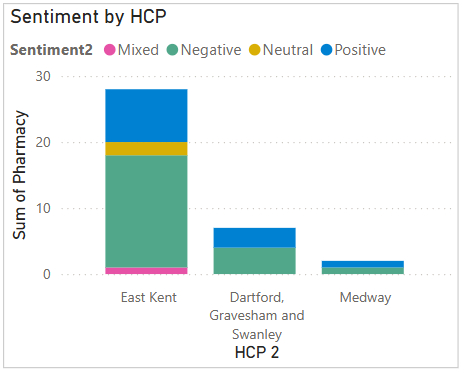 Sentiment by HCP
Sentiment2 Mixed Negative Neutral Positive
30
20
10
0
Sum of Pharmacy
East Kent
Dartford,
Gravesham and
Swanley
Medway
HCP 2